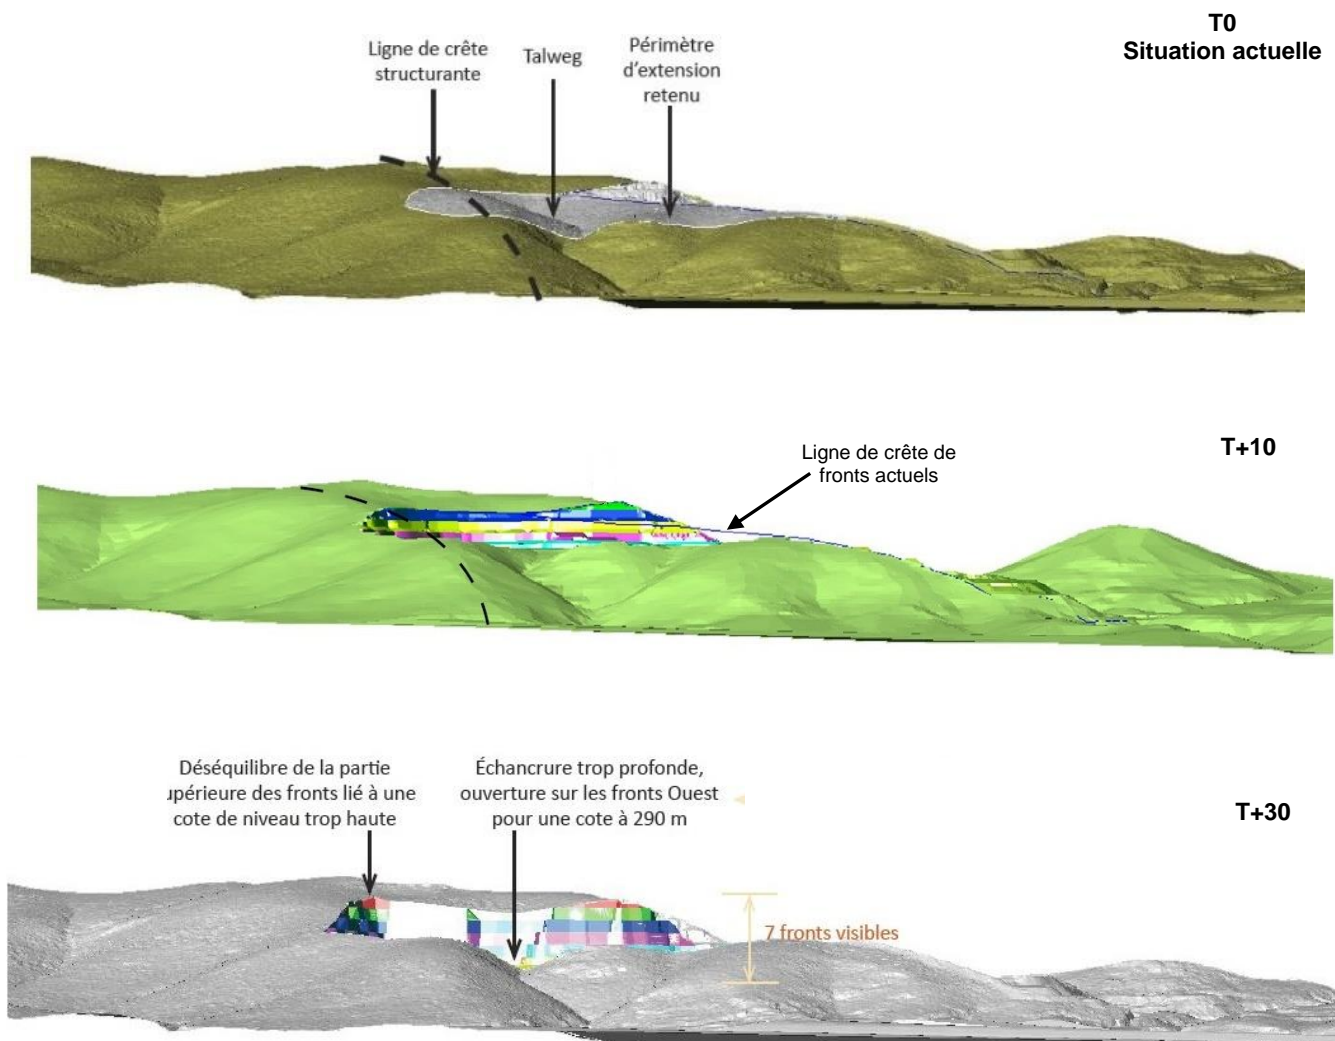 T0
Situation actuelle
Ligne de crête
structurante
Talweg
Périmètre
d'extension
retenu
T+10
Ligne de crête de
fronts actuels
T+30
Déséquilibre de la partie
upérieure des fronts lié à une
cote de niveau trop haute
Échancrure trop profonde,
ouverture sur les fronts Ouest
pour une cote à 290 m
7 fronts visibles